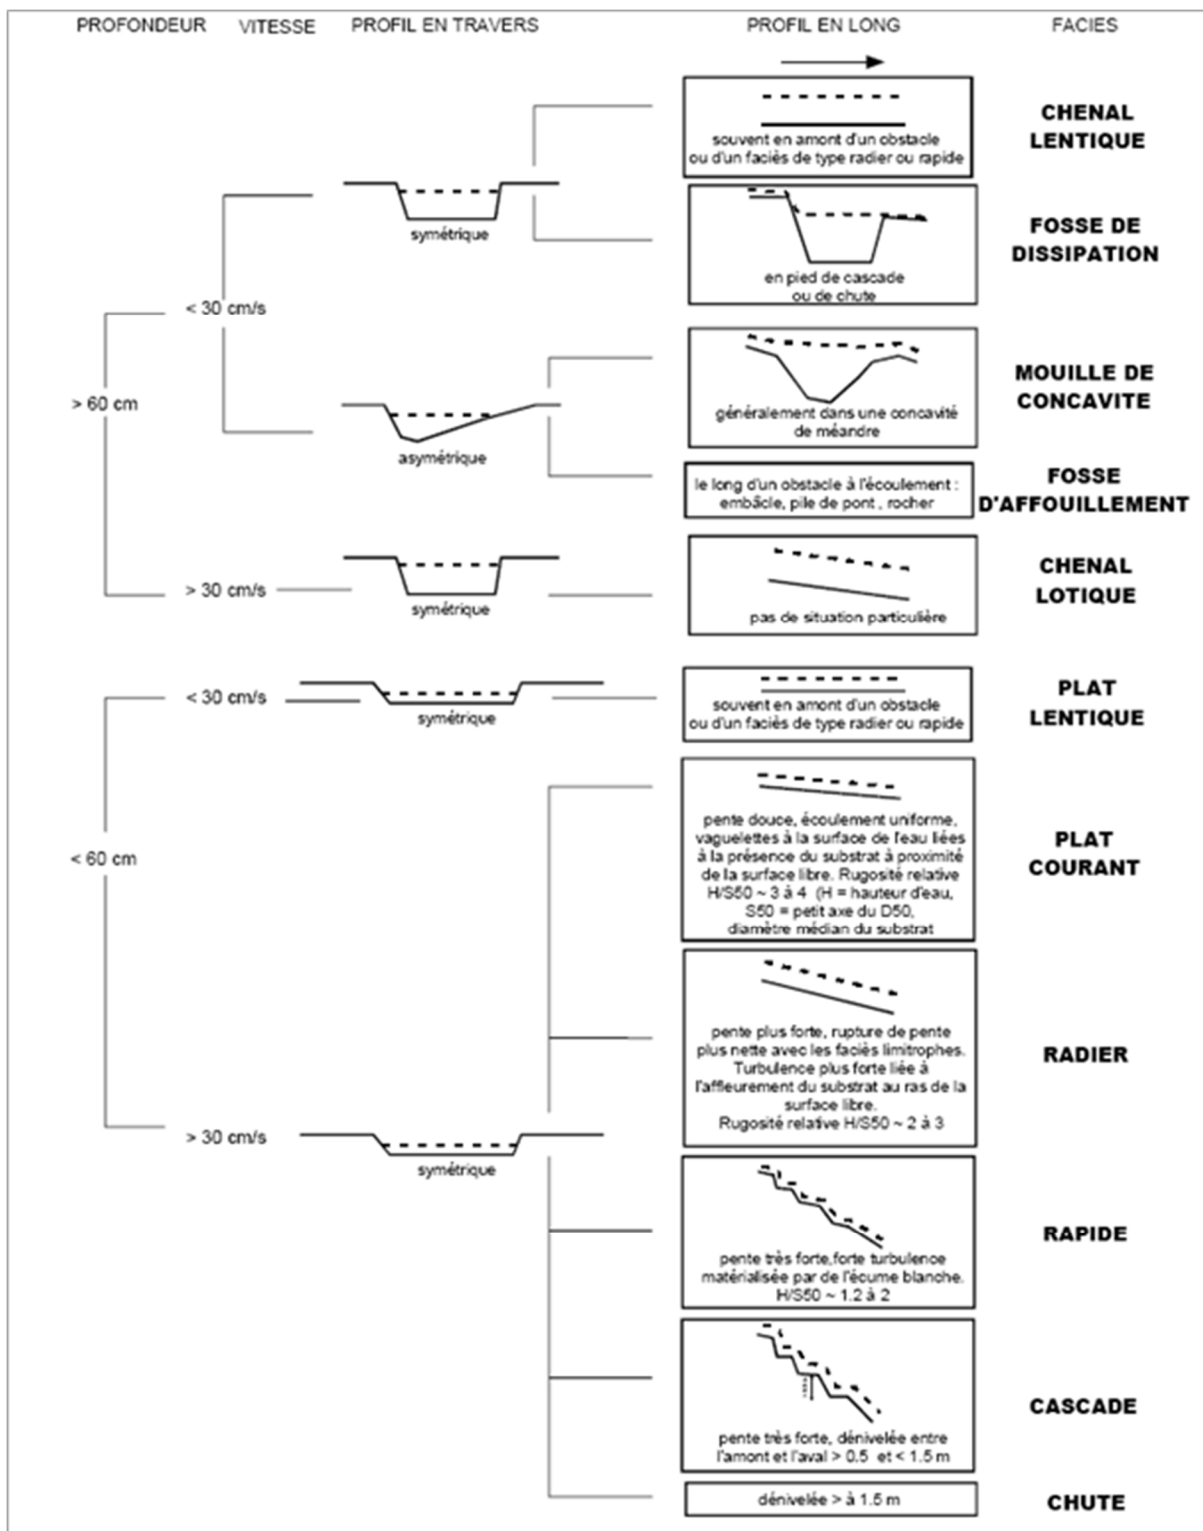 PROFONDEUR VITESSE PROFIL EN TRAVERS PROFIL EN LONG FACIES
souvent en amont d'un obstacle
ou d'un faciès de type radier ou rapide
CHENAL
LENTIQUE
symétrique
en pied de cascade
ou de chute
FOSSE DE
DISSIPATION
< 30 cm/s
> 60 cm
généralement dans une concavité
de méandre
MOUILLE DE
CONCAVITE
asymétrique
le long d'un obstacle à l'écoulement :
embâcle, pile de pont , rocher
FOSSE
D'AFFOUILLEMENT
> 30 cm/s
symétrique
pas de situation particulière
CHENAL
LOTIQUE
< 30 cm/s
symétrique
souvent en amont d'un obstacle
ou d'un faciès de type radier ou rapide
PLAT
LENTIQUE
< 60 cm
pente douce, écoulement uniforme,
vaguelettes à la surface de l'eau liées
à la présence du substrat à proximité
de la surface libre. Rugosité relative
H/S50 ~ 3 à 4 (H = hauteur d'eau,
S50 = petit axe du D50,
diamètre médian du substrat
PLAT
COURANT
pente plus forte, rupture de pente
plus nette avec les faciès limitrophes.
Turbulence plus forte liée à
l'affleurement du substrat au ras de la
surface libre.
Rugosité relative H/S50 ~ 2 à 3
RADIER
> 30 cm/s
symétrique
pente très forte,forte turbulence
matérialisée par de l'écume blanche.
H/S50 ~ 1.2 à 2
RAPIDE
pente très forte, dénivelée entre
l'amont et l'aval > 0.5 et < 1.5 m
CASCADE
dénivelée > à 1.5 m
CHUTE